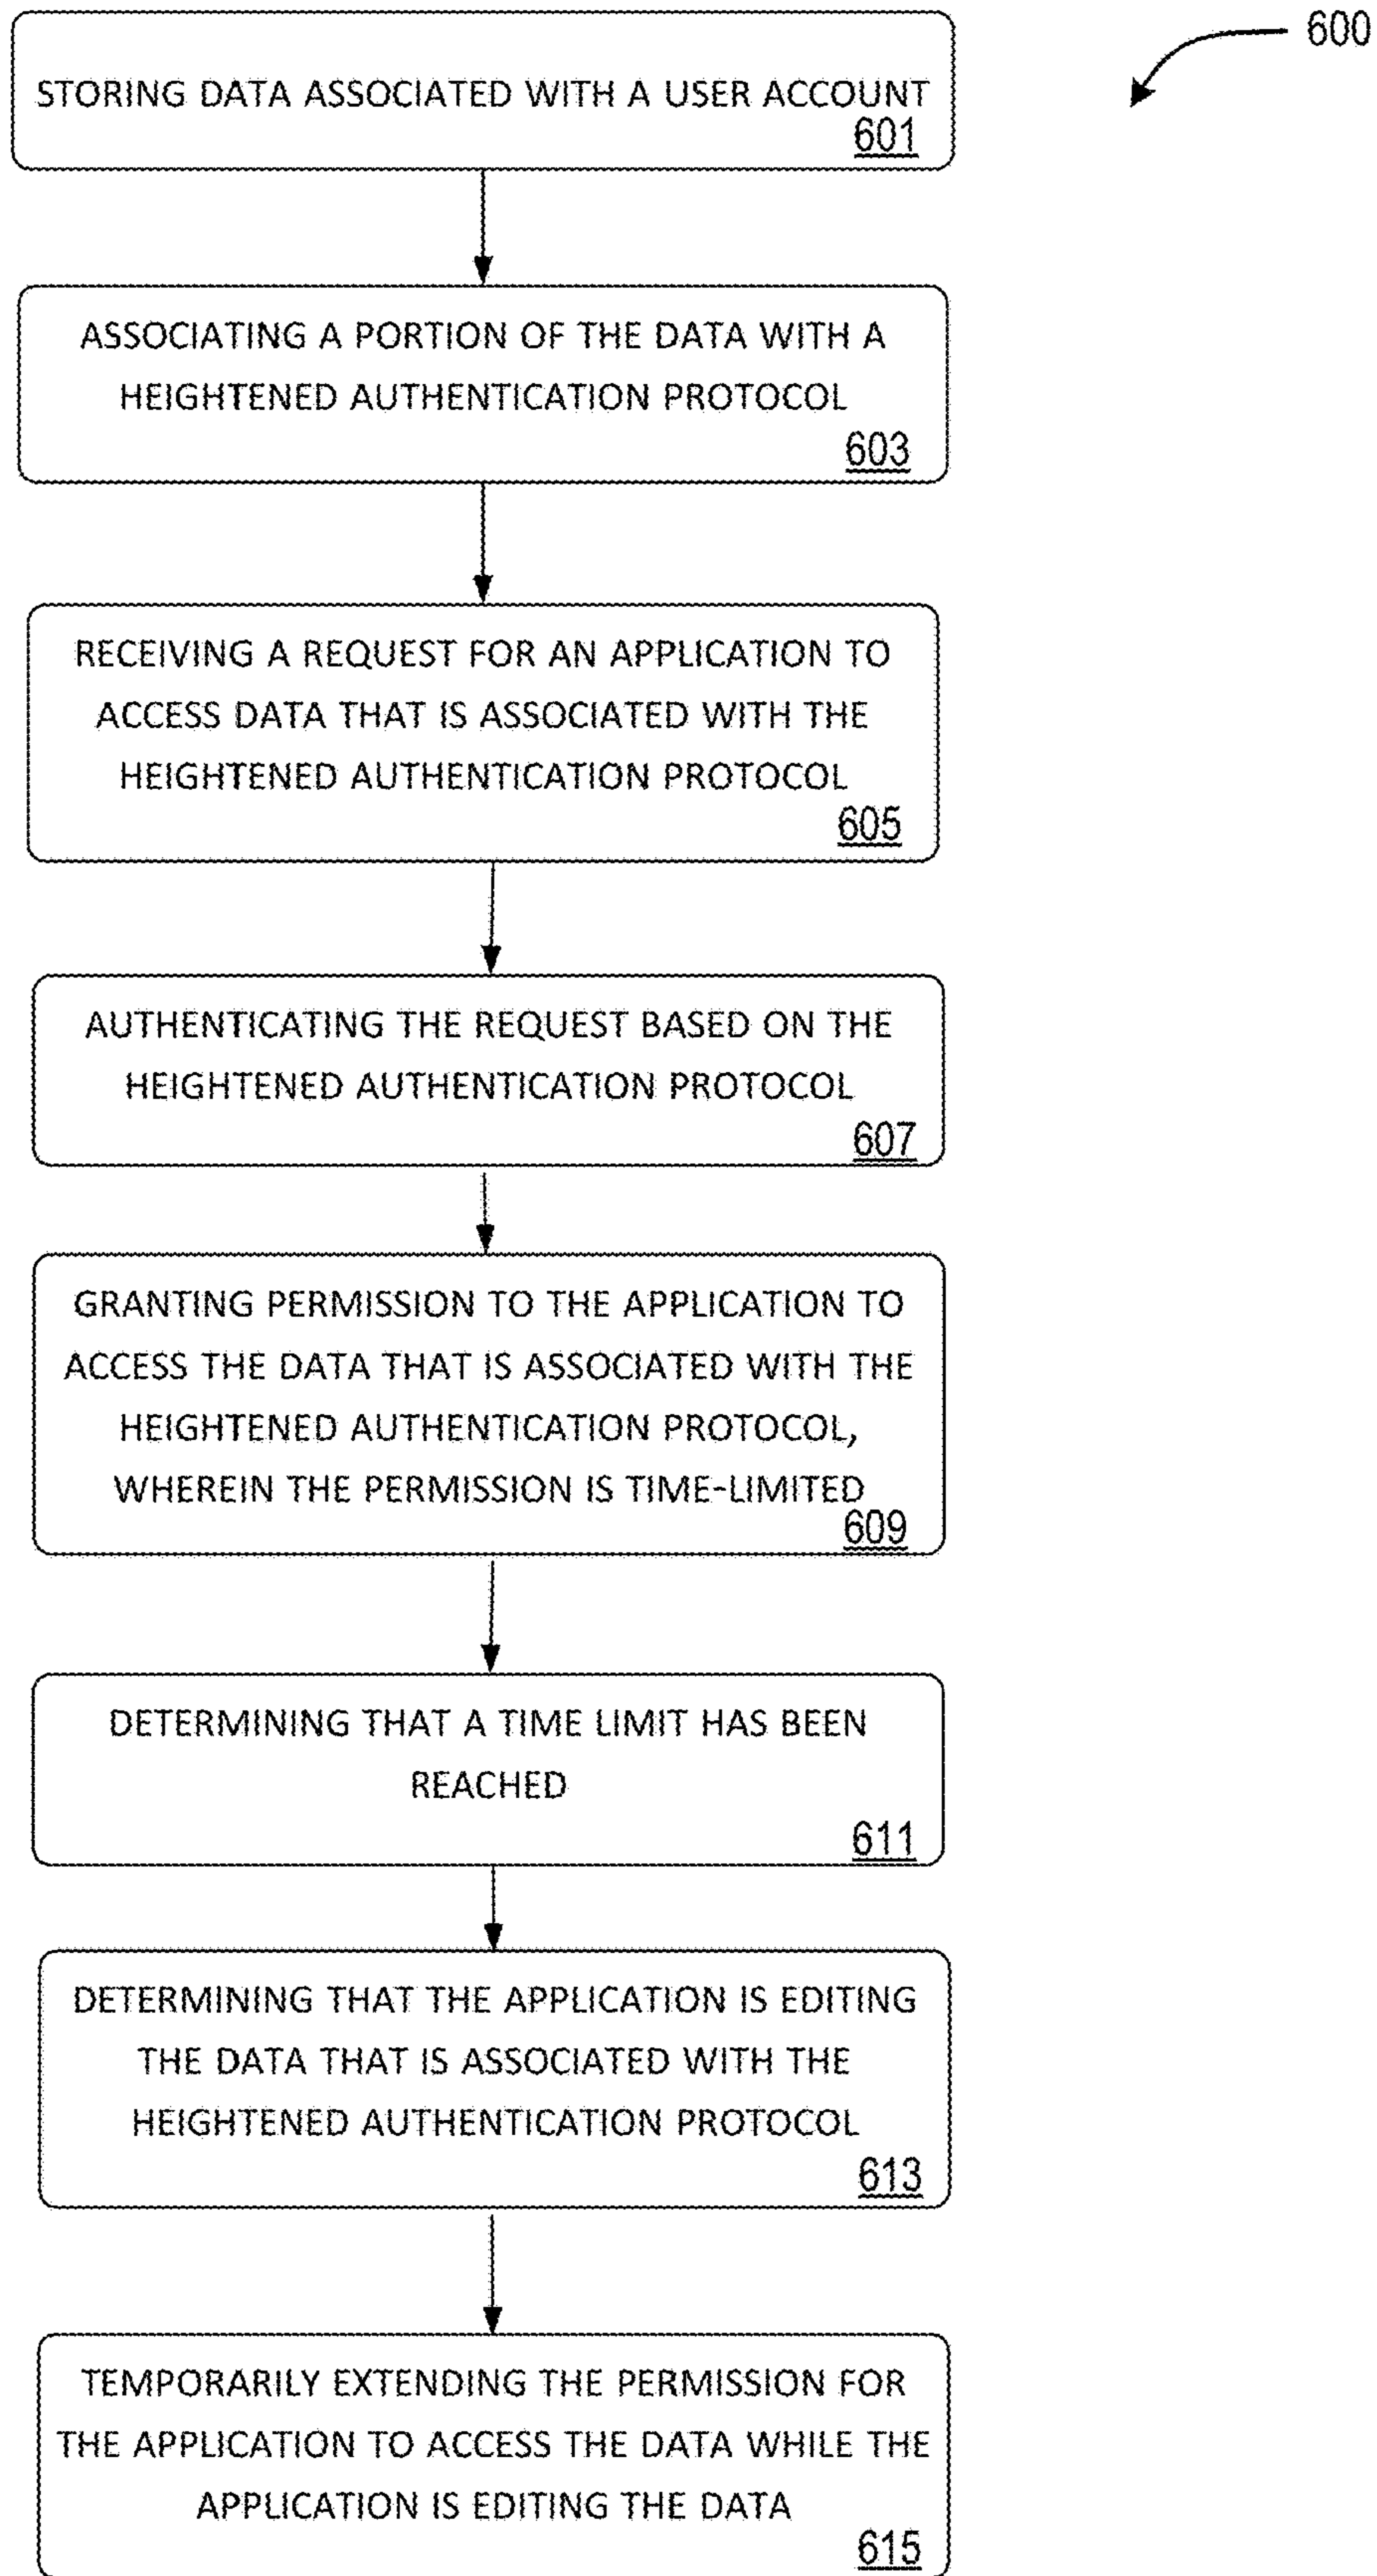 600
STORING DATA ASSOCIATED WITH A USER ACCOUNT
601
ASSOCIATING A PORTION OF THE DATA WITH A
HEIGHTENED AUTHENTICATION PROTOCOL
603
RECEIVING A REQUEST FOR AN APPLICATION TO
ACCESS DATA THAT IS ASSOCIATED WITH THE
HEIGHTENED AUTHENTICATION PROTOCOL
605
AUTHENTICATING THE REQUEST BASED ON THE
HEIGHTENED AUTHENTICATION PROTOCOL
607
GRANTING PERMISSION TO THE APPLICATION TO
ACCESS THE DATA THAT IS ASSOCIATED WITH THE
HEIGHTENED AUTHENTICATION PROTOCOL,
WHEREIN THE PERMISSION IS TIME-LIMITED
609
DETERMINING THAT A TIME LIMIT HAS BEEN
REACHED
611
DETERMINING THAT THE APPLICATION IS EDITING
THE DATA THAT IS ASSOCIATED WITH THE
HEIGHTENED AUTHENTICATION PROTOCOL
613
TEMPORARILY EXTENDING THE PERMISSION FOR
THE APPLICATION TO ACCESS THE DATA WHILE THE
APPLICATION IS EDITING THE DATA
615